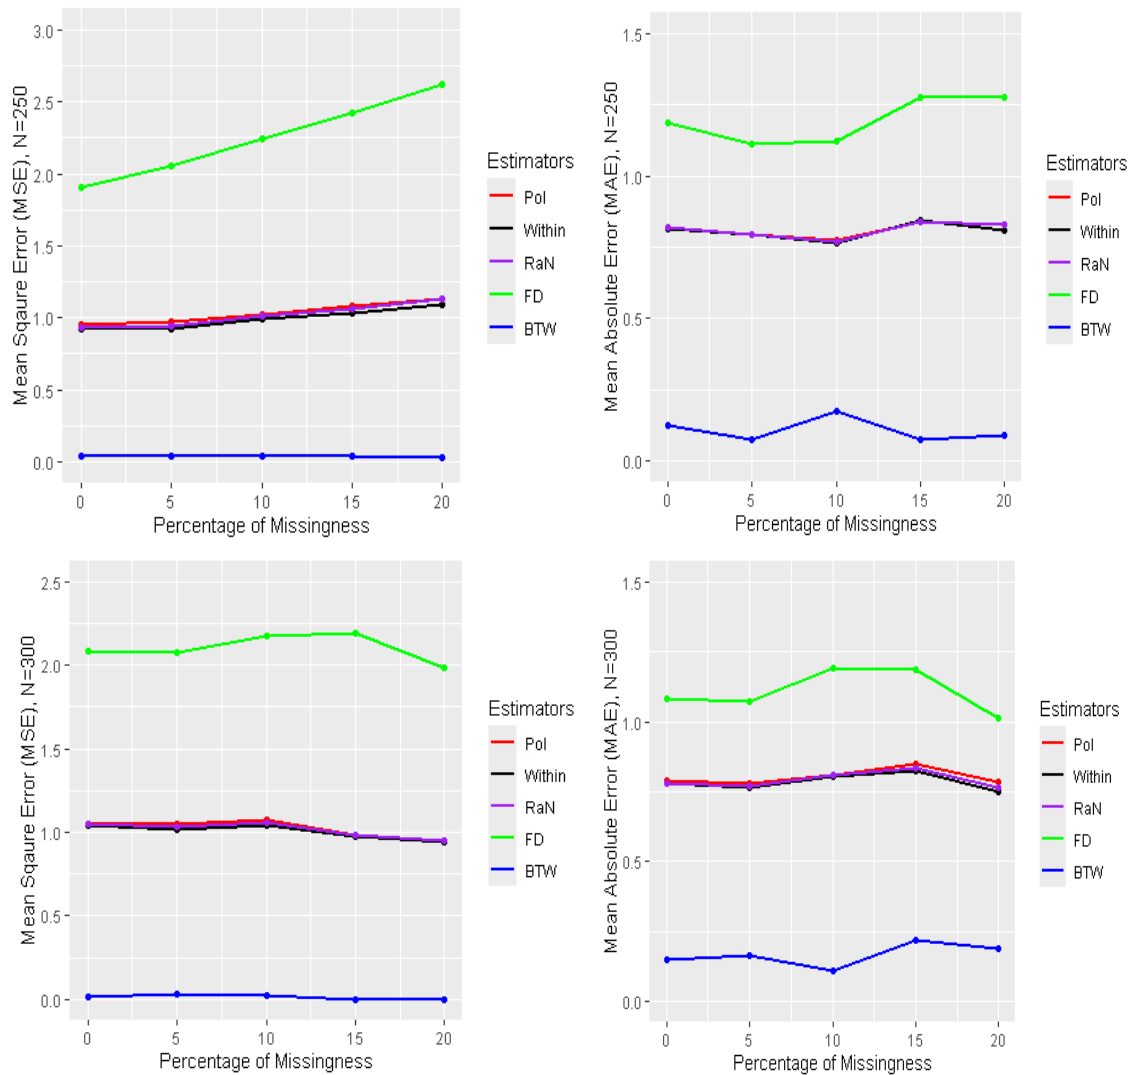 Mean Sqaure Error (MSE), N=250
3.0
2.5
2.0
1.5
1.0
0.5
0.0
0 5 10 15 20
Percentage of Missingness
Estimators
Pol
Within
RaN
FD
BTW
Mean Absolute Error (MAE), N=250
1.5
1.0
0.5
0.0
0 5 10 15 20
Percentage of Missingness
Estimators
Pol
Within
RaN
FD
BTW
Mean Sqaure Error (MSE), N=300
2.5
2.0
1.5
1.0
0.5
0.0
0 5 10 15 20
Percentage of Missingness
Estimators
Pol
Within
RaN
FD
BTW
Mean Absolute Error (MAE), N=300
1.5
1.0
0.5
0.0
0 5 10 15 20
Percentage of Missingness
Estimators
Pol
Within
RaN
FD
BTW